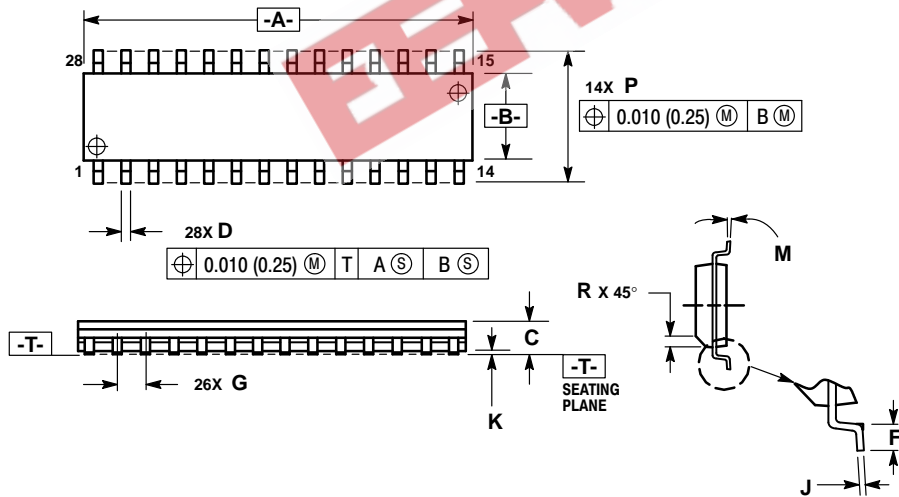 -A-
28 15
14X P
⌖ 0.010 (0.25) Ⓜ B Ⓜ
-B-
1 14
28X D
⌖ 0.010 (0.25) Ⓜ T A Ⓢ B Ⓢ
M
R X 45°
-T-
C
26X G
K
-T-
SEATING
PLANE
F
J